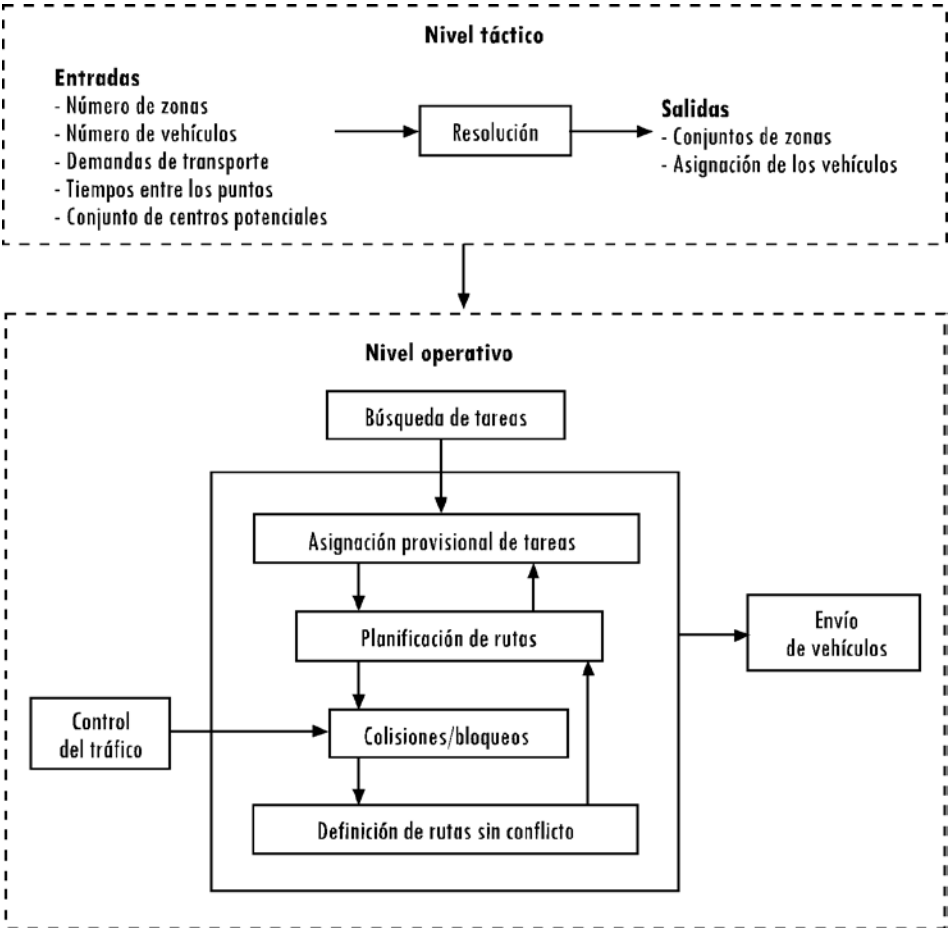 Nivel táctico
Entradas
- Número de zonas
- Número de vehículos
- Demandas de transporte
- Tiempos entre los puntos
- Conjunto de centros potenciales
Resolución
Salidas
- Conjuntos de zonas
- Asignación de los vehículos
Nivel operativo
Búsqueda de tareas
Asignación provisional de tareas
Planificación de rutas
Envío
de vehículos
Control
del tráfico
Colisiones/bloqueos
Definición de rutas sin conflicto